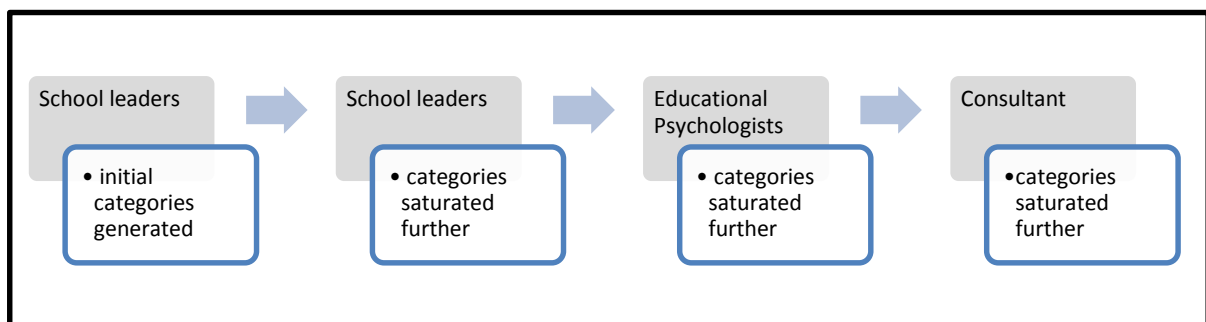 School leaders
• initial
categories
generated
School leaders
• categories
saturated
further
Educational
Psychologists
• categories
saturated
further
Consultant
•categories
saturated
further